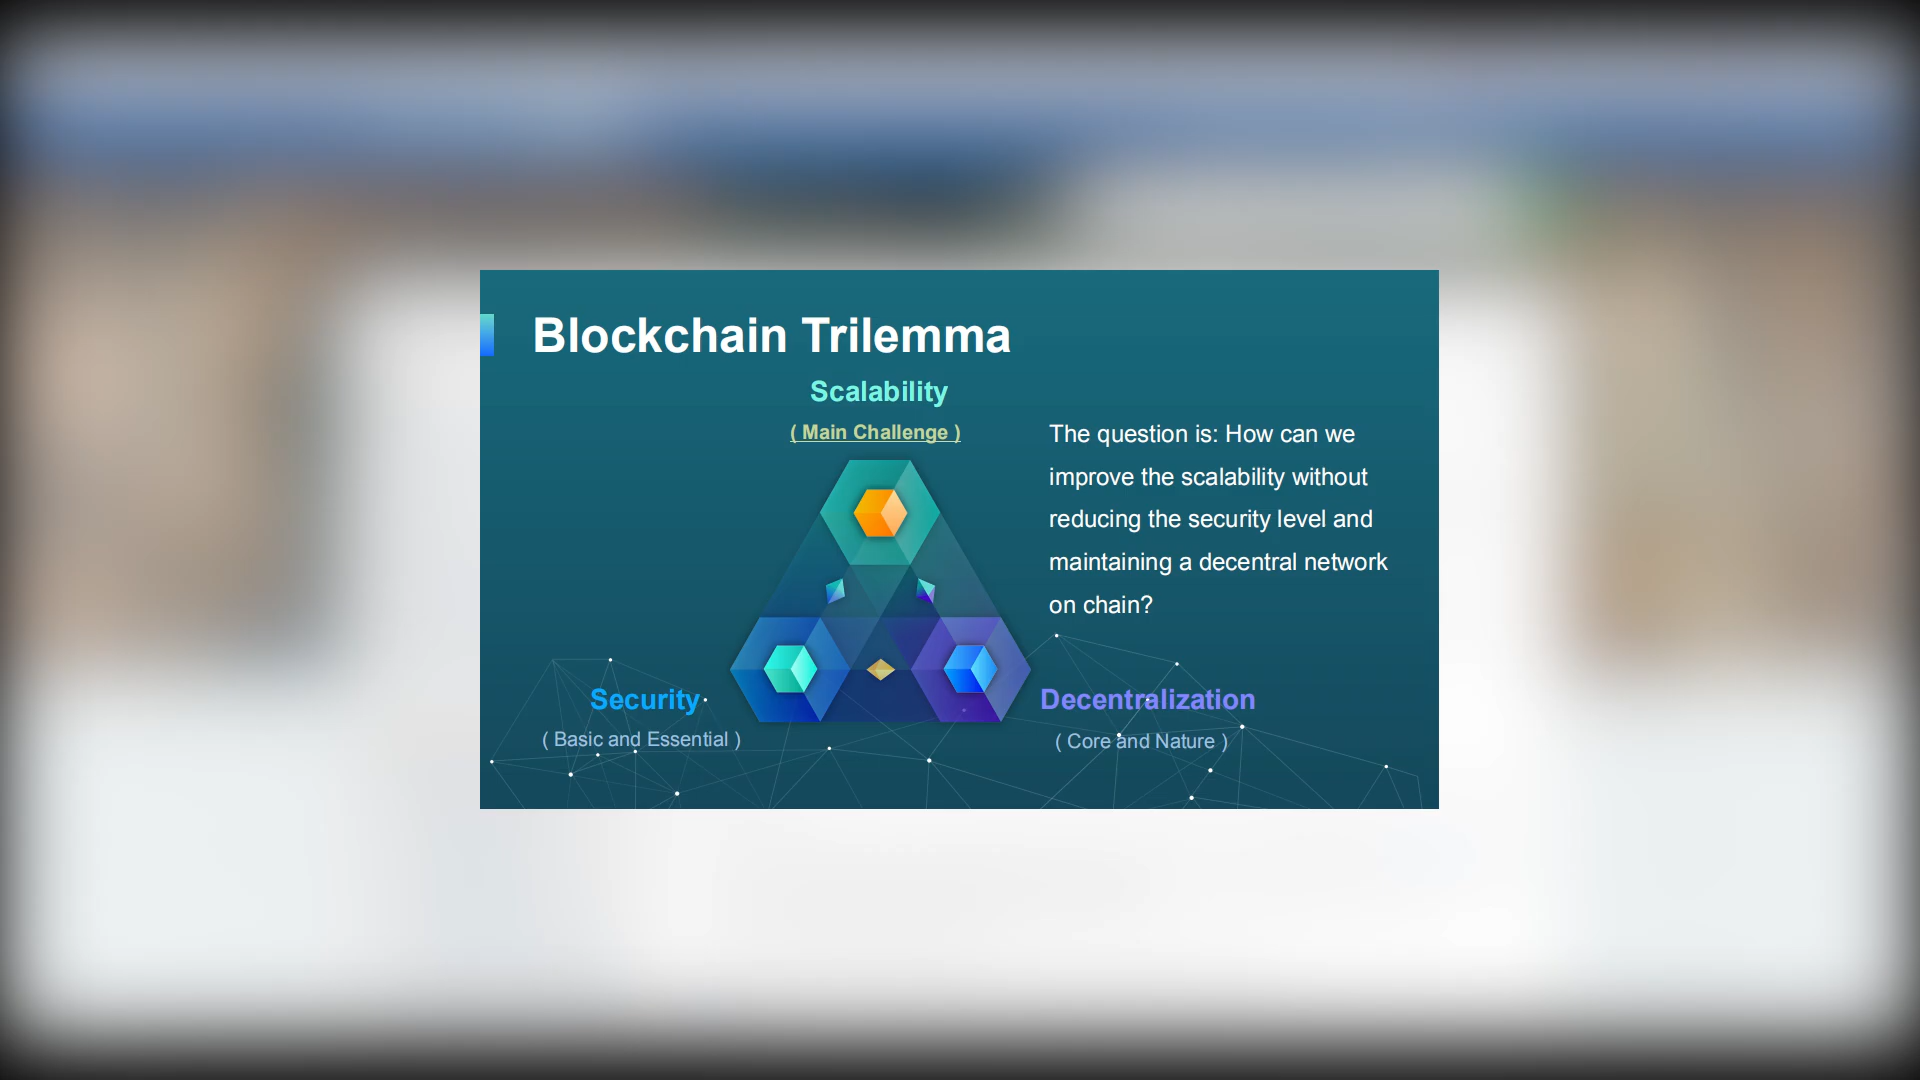 Blockchain Trilemma
Scalability
( Main Challenge )
The question is: How can we
improve the scalability without
reducing the security level and
maintaining a decentral network
on chain?
Security
( Basic and Essential )
Decentralization
( Core and Nature )